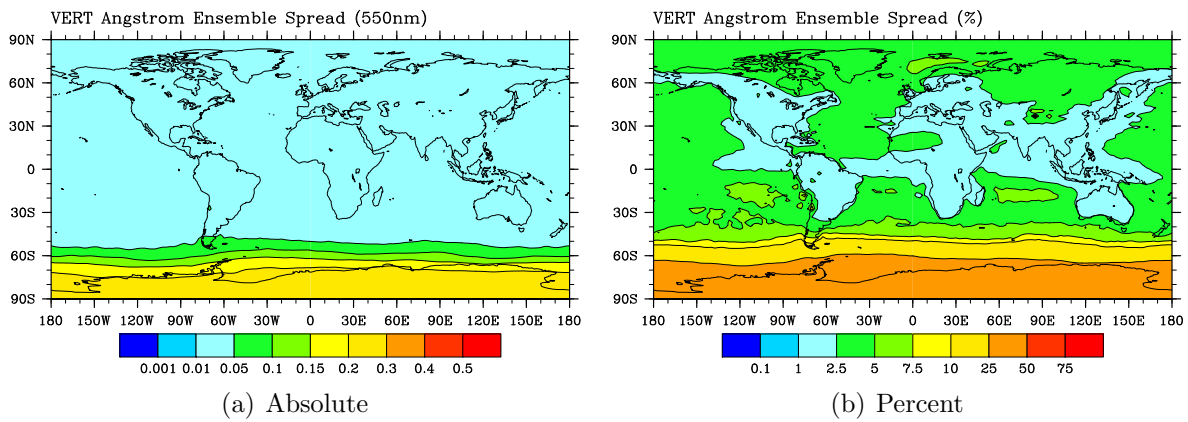 VERT Angstrom Ensemble Spread (550nm)
90N
60N
30N
0
30S
60S
90S
180 150W 120W 90W 60W 30W 0 30E 60E 90E 120E 150E 180
0.001 0.01 0.05 0.1 0.15 0.2 0.3 0.4 0.5
(a) Absolute
VERT Angstrom Ensemble Spread (%)
90N
60N
30N
0
30S
60S
90S
180 150W 120W 90W 60W 30W 0 30E 60E 90E 120E 150E 180
0.1 1 2.5 5 7.5 10 25 50 75
(b) Percent